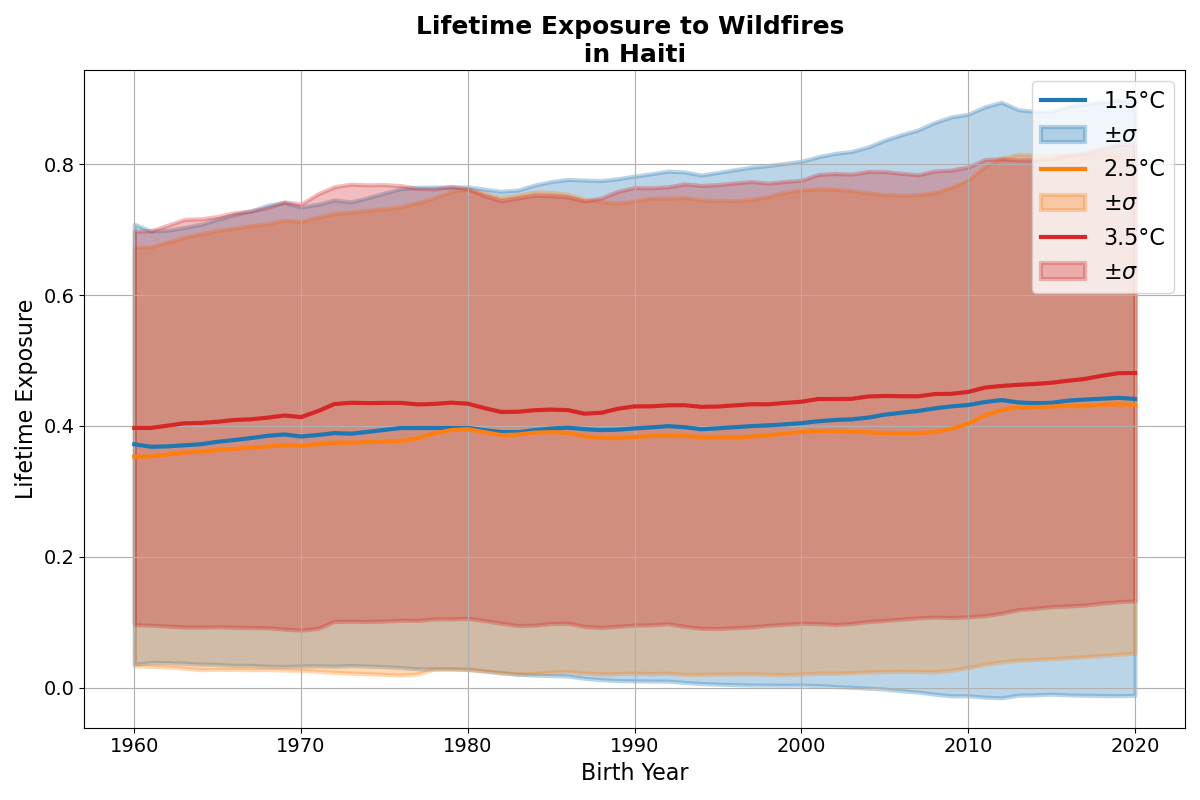 Lifetime Exposure to Wildfires
in Haiti
Lifetime Exposure
0.8
0.6
0.4
0.2
0.0
1960
1970
1980
1990
2000
2010
2020
Birth Year
1.5°C
±σ
2.5°C
±σ
3.5°C
±σ